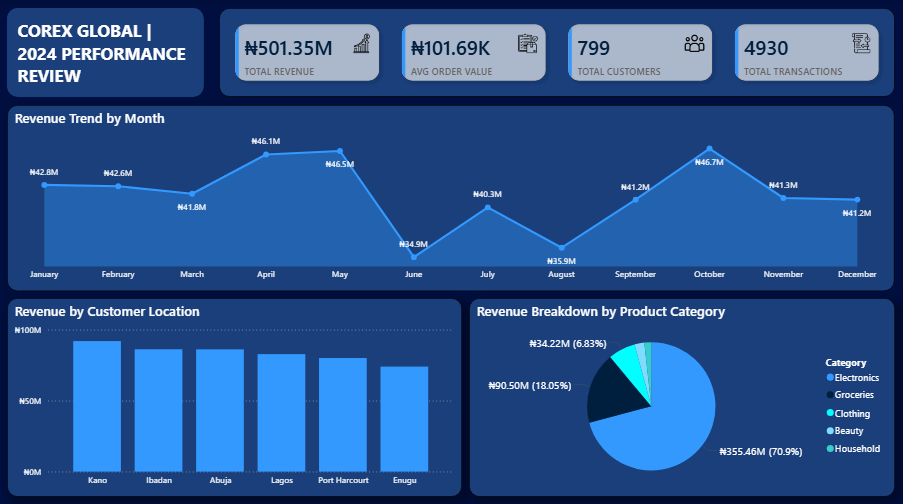 COREX GLOBAL |
2024 PERFORMANCE
REVIEW
₦501.35M
TOTAL REVENUE
₦101.69K
AVG ORDER VALUE
799
TOTAL CUSTOMERS
4930
TOTAL TRANSACTIONS
Revenue Trend by Month
₦42.8M
₦42.6M
₦41.8M
₦46.1M
₦46.5M
₦34.9M
₦40.3M
₦35.9M
₦41.2M
₦46.7M
₦41.3M
₦41.2M
January February March April May June July August September October November December
Revenue by Customer Location
₦100M
₦50M
₦0M
Kano Ibadan Abuja Lagos Port Harcourt Enugu
Revenue Breakdown by Product Category
₦34.22M (6.83%)
₦90.50M (18.05%)
₦355.46M (70.9%)
Category
Electronics
Groceries
Clothing
Beauty
Household